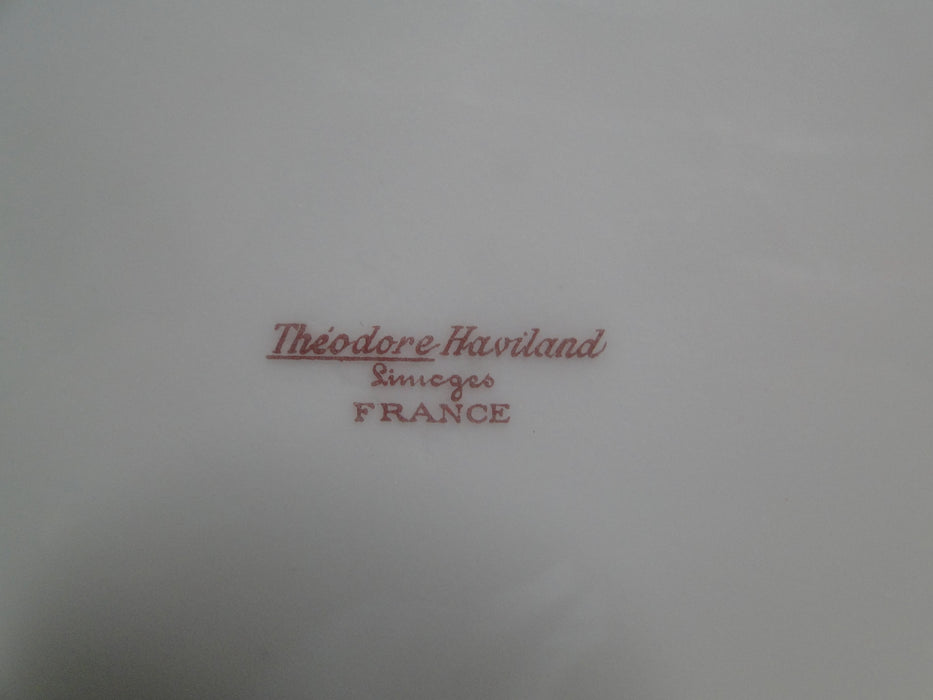 Théodore Haviland
Limoges
FRANCE